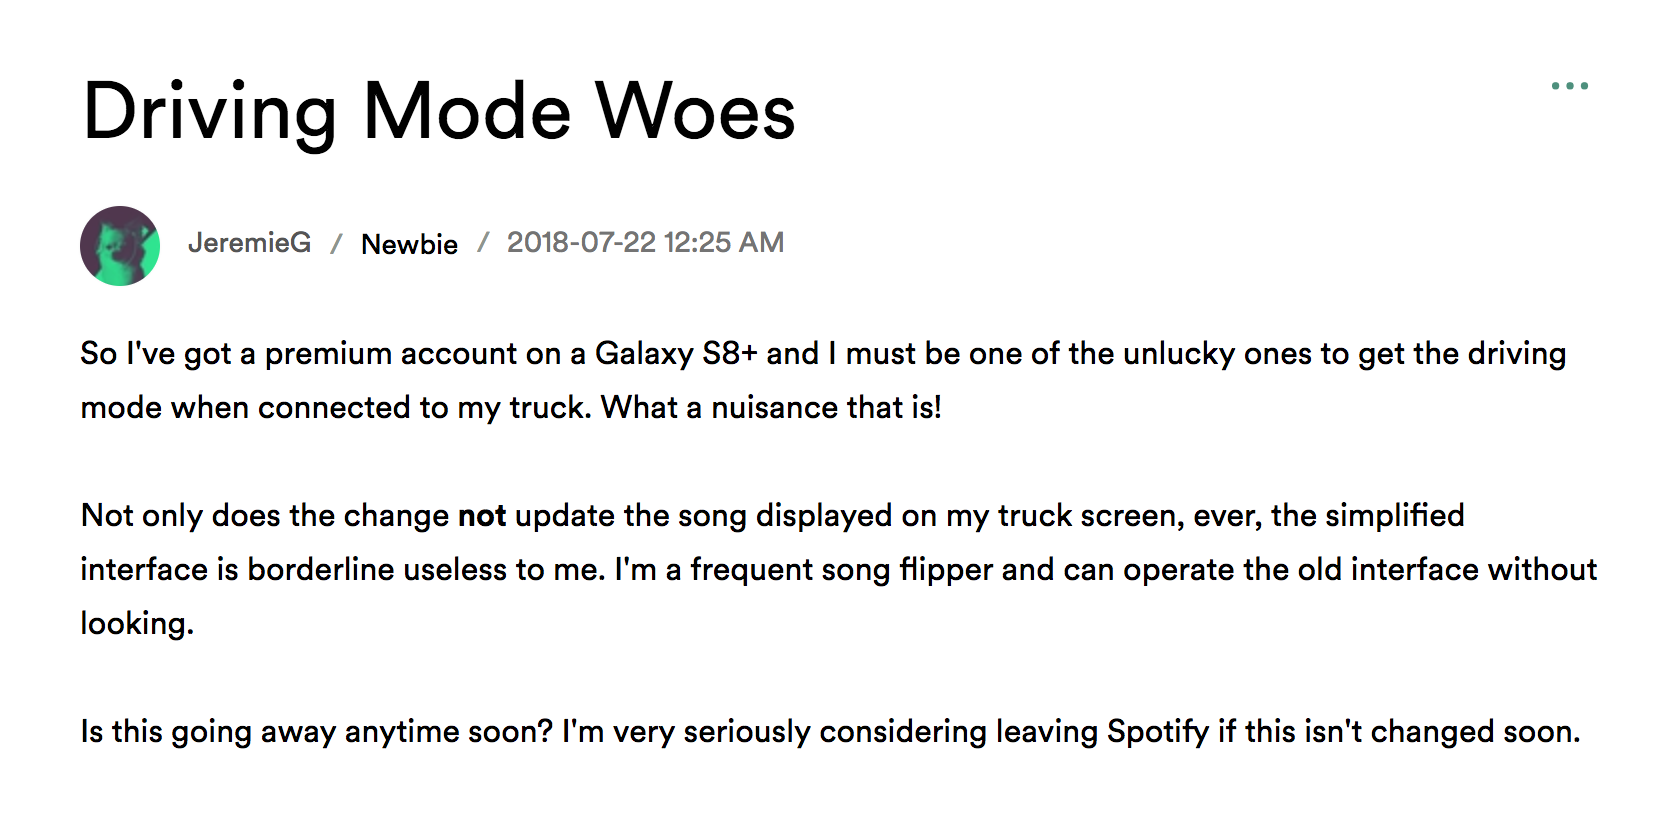 Driving Mode Woes
JeremieG / Newbie / 2018-07-22 12:25 AM
So I've got a premium account on a Galaxy S8+ and I must be one of the unlucky ones to get the driving
mode when connected to my truck. What a nuisance that is!
Not only does the change not update the song displayed on my truck screen, ever, the simplified
interface is borderline useless to me. I'm a frequent song flipper and can operate the old interface without
looking.
Is this going away anytime soon? I'm very seriously considering leaving Spotify if this isn't changed soon.